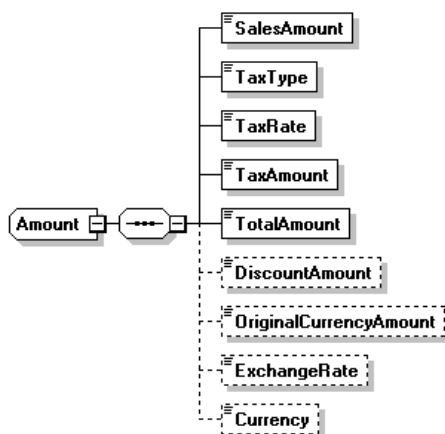 SalesAmount
TaxType
TaxRate
TaxAmount
Amount
TotalAmount
DiscountAmount
OriginalCurrencyAmount
ExchangeRate
Currency